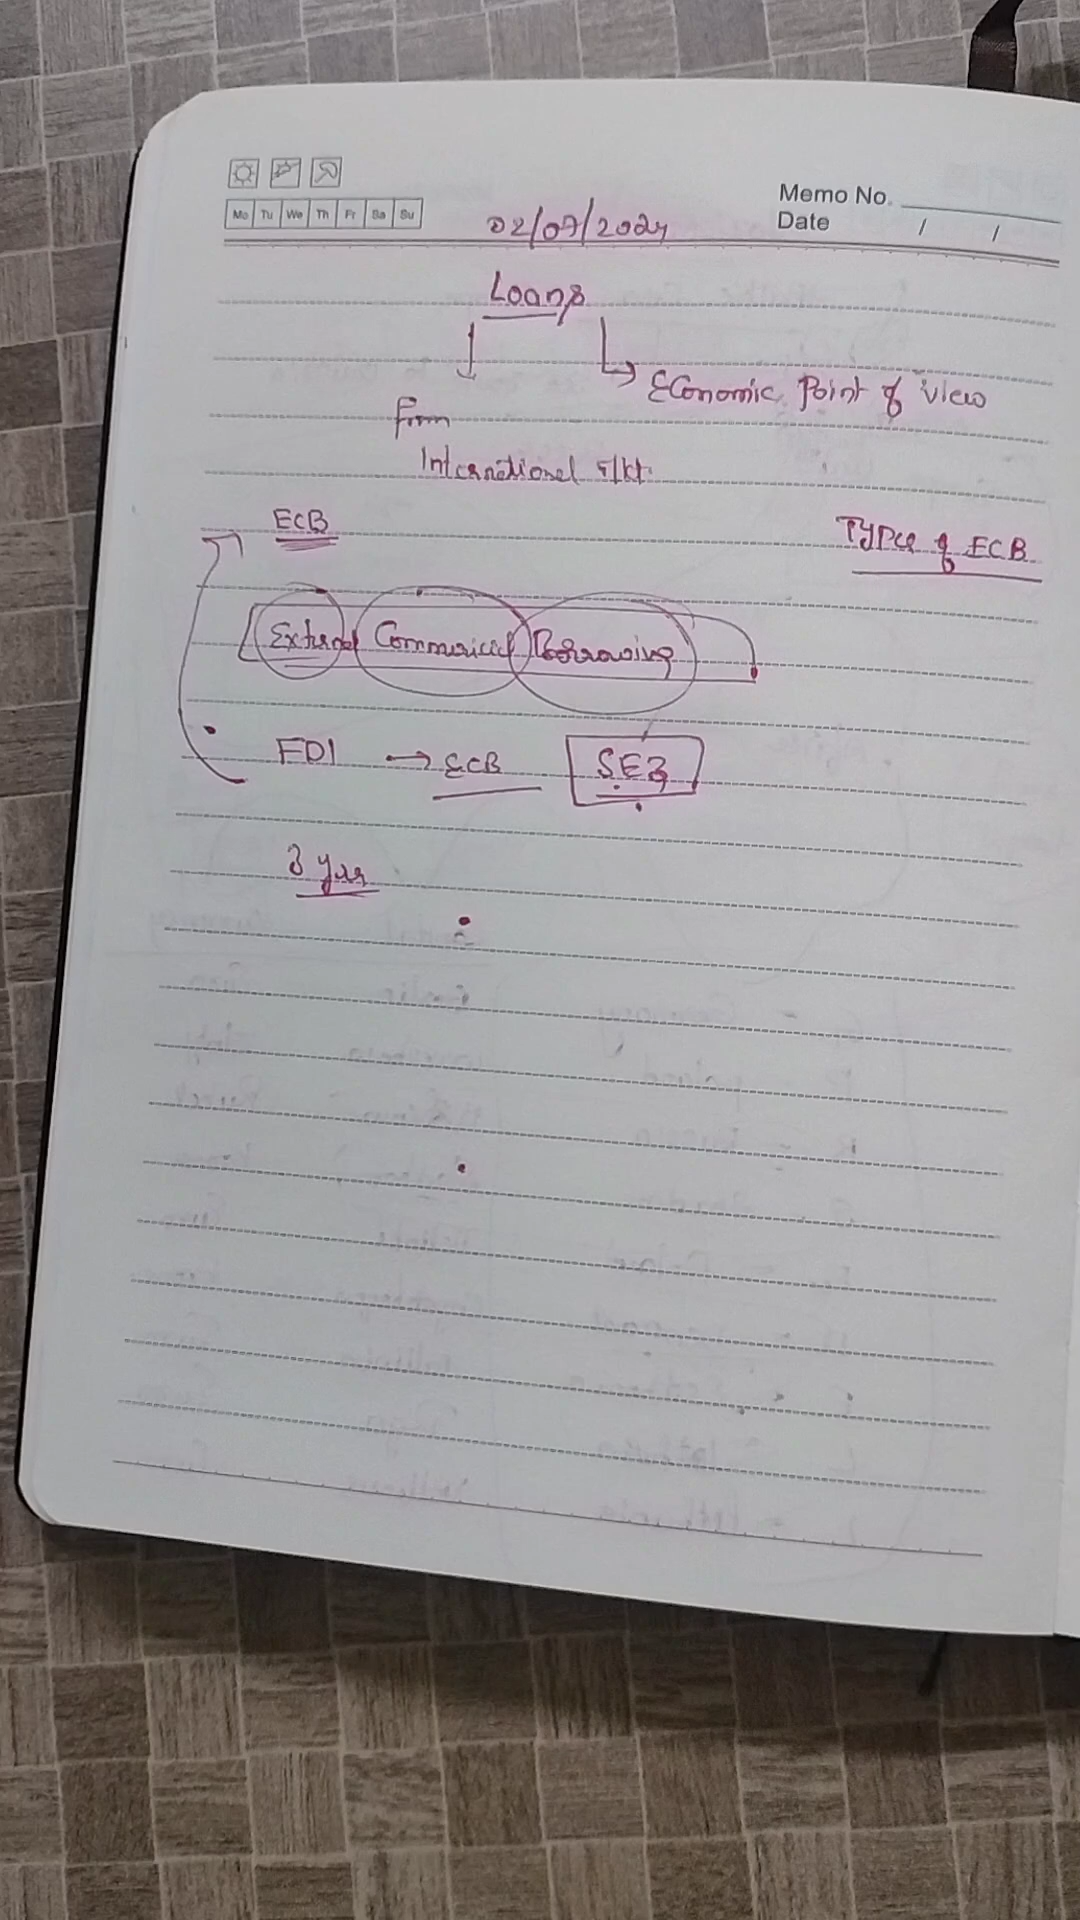 Memo No.
Mo Tu We Th Fr Sa Su
02/07/2024
Date / /
Loans
Economic Point of view
from
International Mkt.
ECB
Types of ECB
External Commericial Borrowing
FDI → ECB SEZ
3 yrs